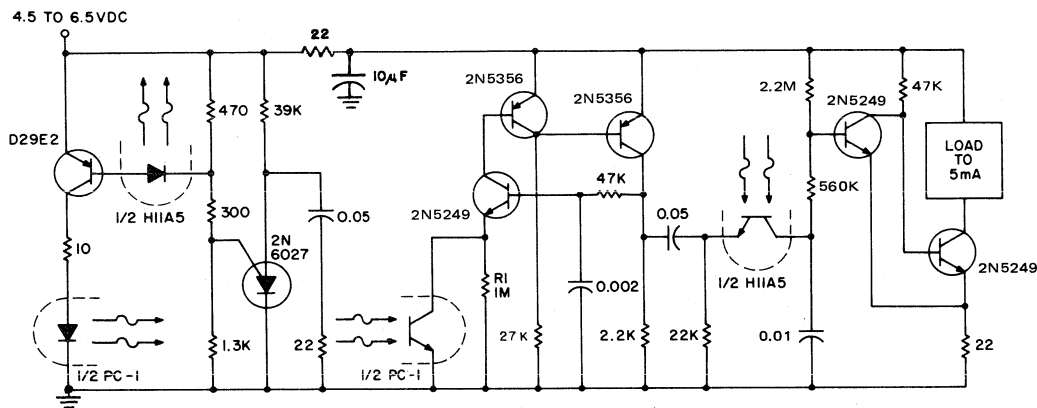 4.5 TO 6.5VDC
22
10µF
470
39K
D29E2
1/2 H11A5
300
0.05
10
2N
6027
1.3K
22
1/2 PC-1
2N5356
2N5356
2N5249
47K
R1
1M
0.002
27K
2.2K
1/2 PC-1
0.05
22K
1/2 H11A5
2.2M
2N5249
47K
560K
0.01
LOAD
TO
5mA
2N5249
22